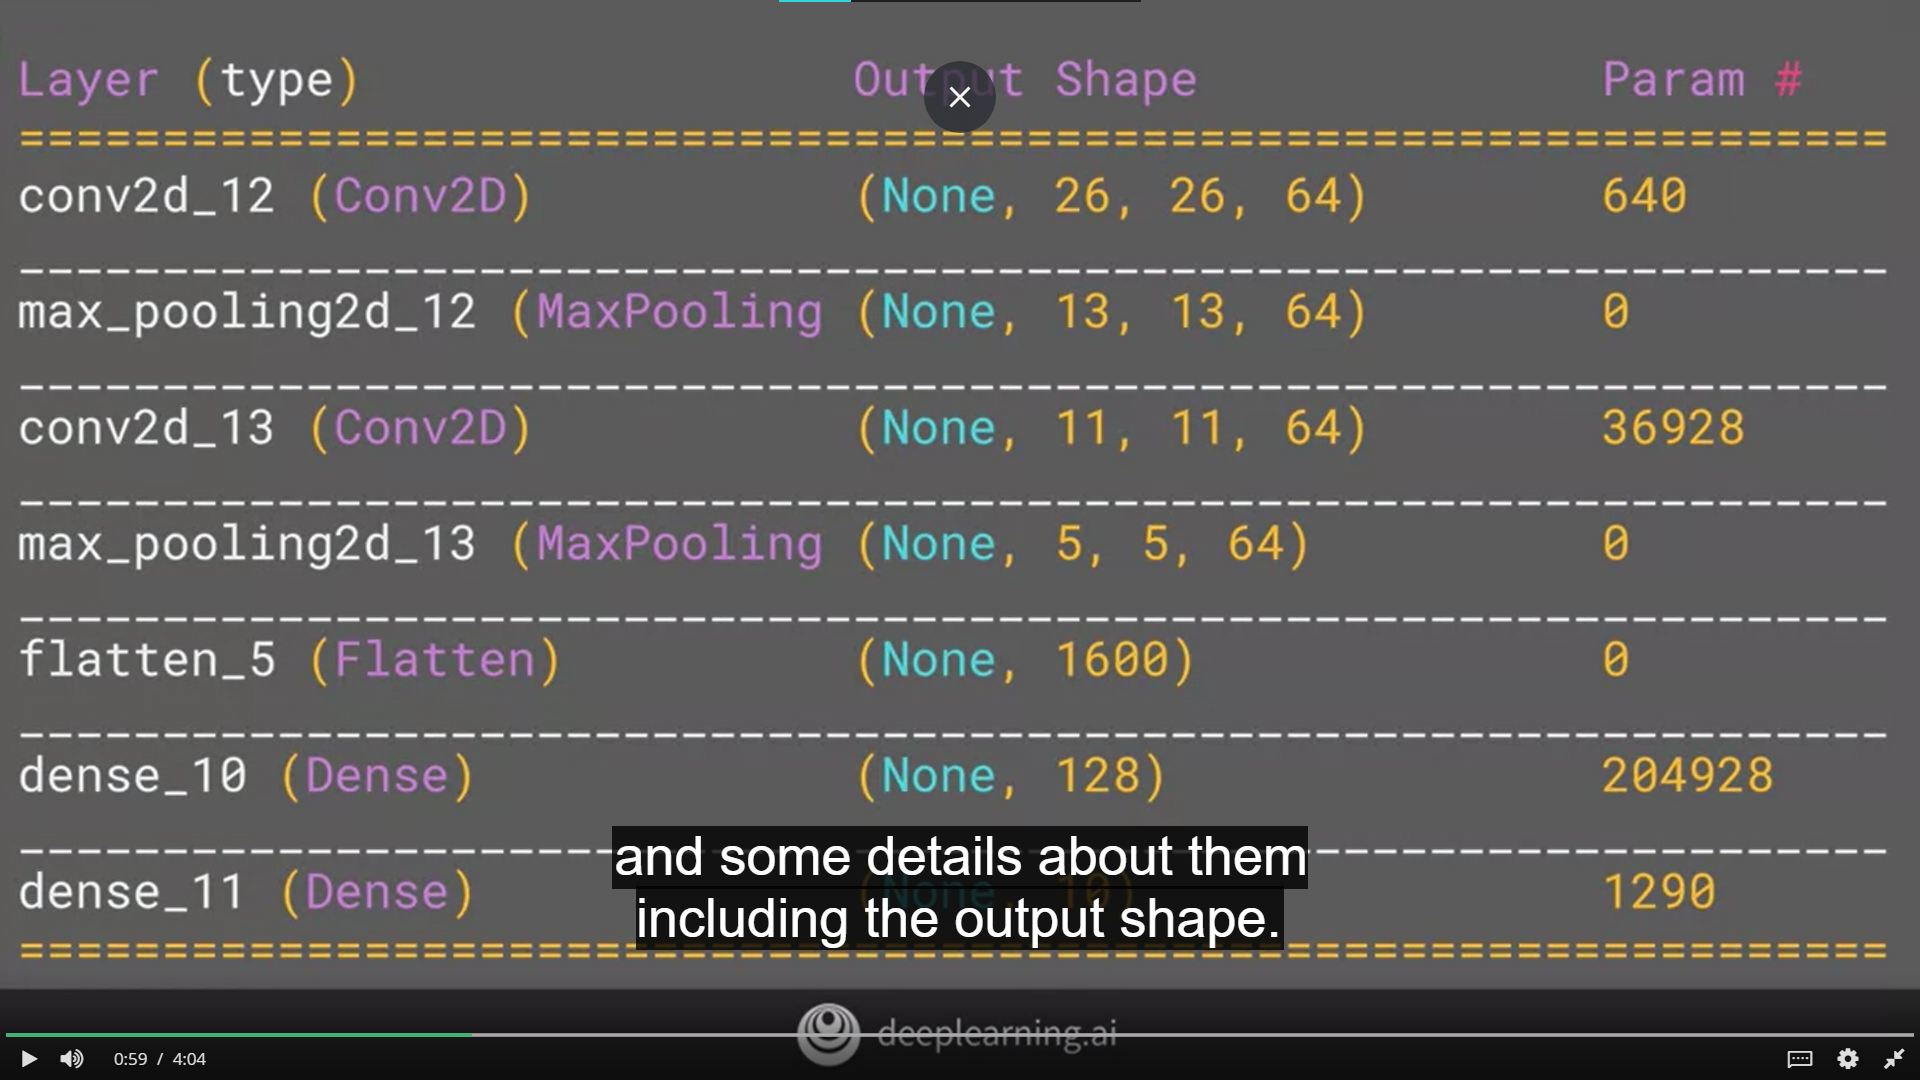 Layer (type) Output Shape Param #
==================================================================
conv2d_12 (Conv2D) (None, 26, 26, 64) 640
max_pooling2d_12 (MaxPooling (None, 13, 13, 64) 0
conv2d_13 (Conv2D) (None, 11, 11, 64) 36928
max_pooling2d_13 (MaxPooling (None, 5, 5, 64) 0
flatten_5 (Flatten) (None, 1600) 0
dense_10 (Dense) (None, 128) 204928
and some details about them
dense_11 (Dense) (None, 10) 1290
including the output shape.
==================================================================
deeplearning.ai
0:59 / 4:04